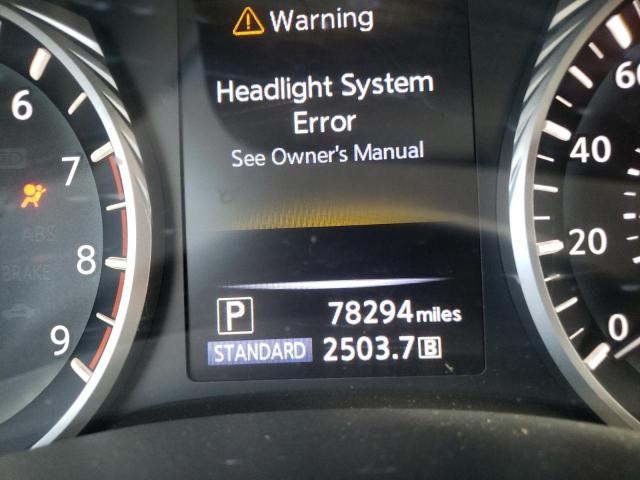 Warning
Headlight System
Error
See Owner's Manual
P 78294 miles
STANDARD 2503.7 B
6
7
8
9
ABS
BRAKE
60
40
20
0